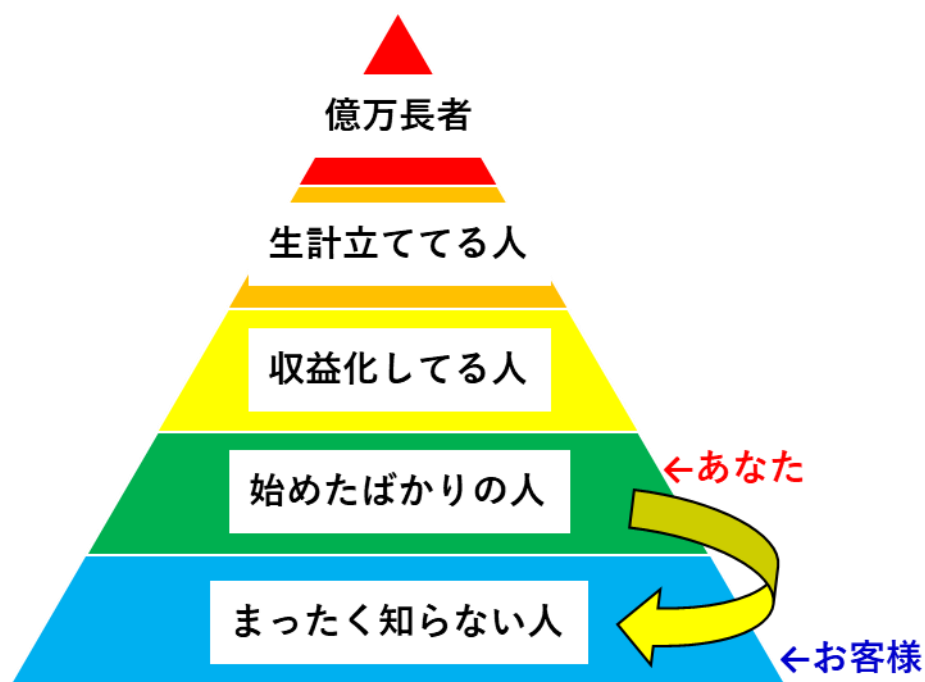 億万長者
生計立ててる人
収益化してる人
←あなた
始めたばかりの人
まったく知らない人
←お客様